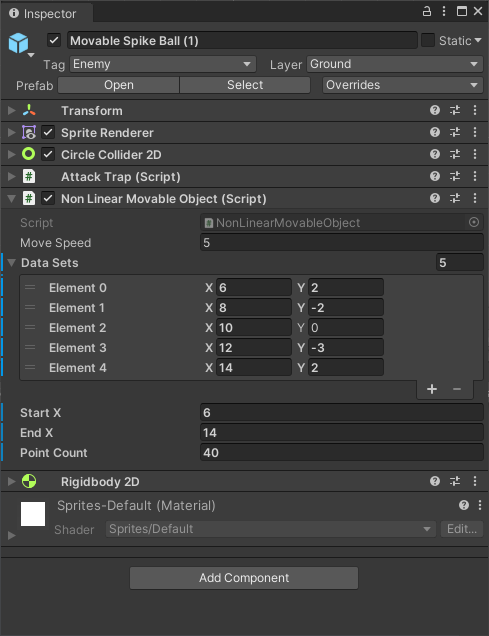 Inspector
Movable Spike Ball (1) Static
Tag Enemy Layer Ground
Prefab Open Select Overrides
Transform
Sprite Renderer
Circle Collider 2D
Attack Trap (Script)
Non Linear Movable Object (Script)
Script NonLinearMovableObject
Move Speed 5
Data Sets 5
Element 0 X 6 Y 2
Element 1 X 8 Y -2
Element 2 X 10 Y 0
Element 3 X 12 Y -3
Element 4 X 14 Y 2
Start X 6
End X 14
Point Count 40
Rigidbody 2D
Sprites-Default (Material)
Shader Sprites/Default Edit...
Add Component